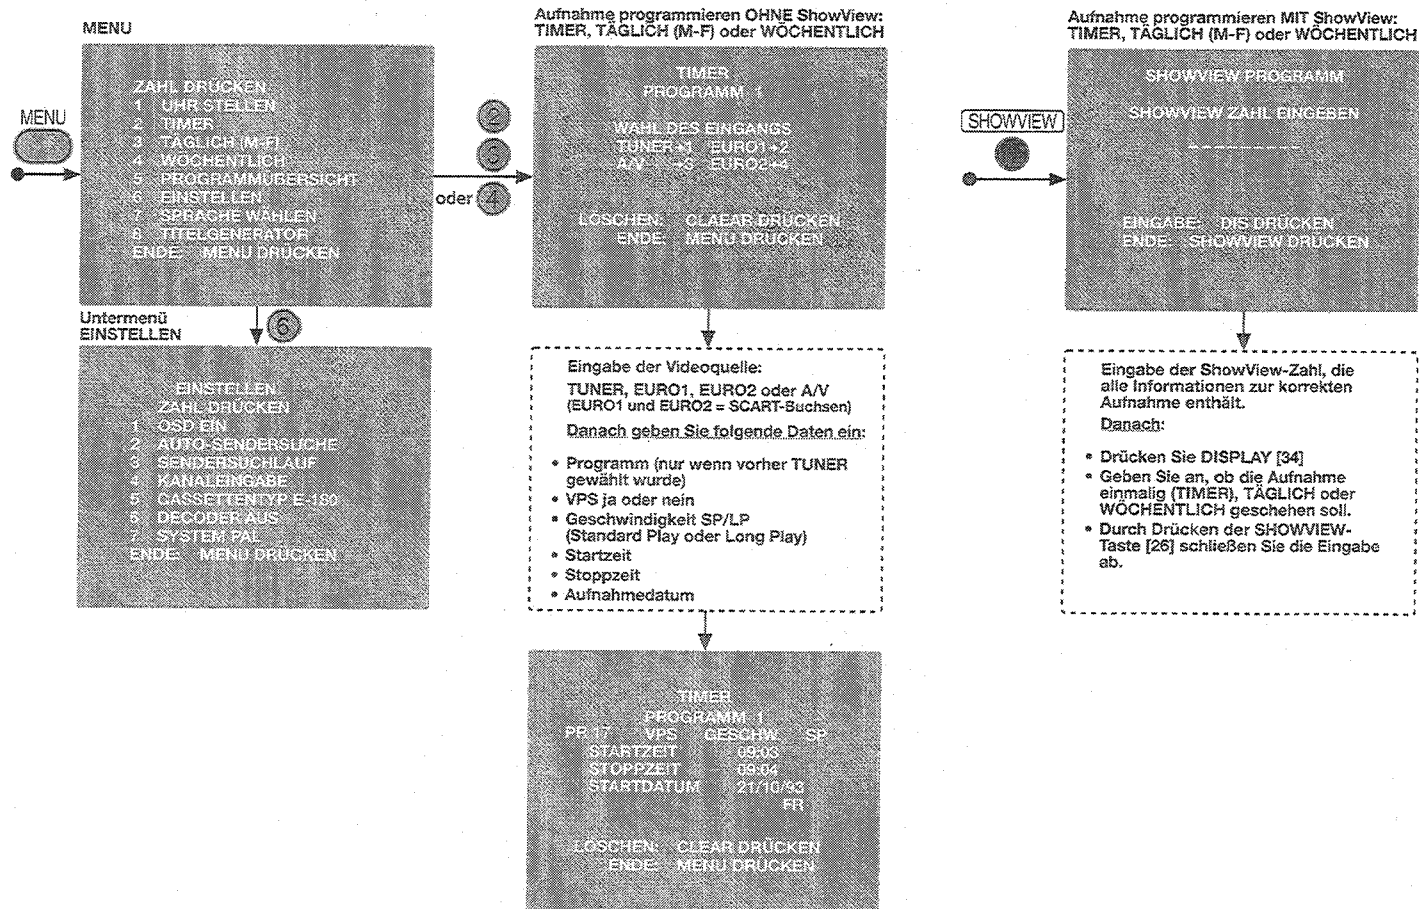 MENU
MENU
ZAHL DRÜCKEN
1 UHR STELLEN
2 TIMER
3 TÄGLICH (M-F)
4 WÖCHENTLICH
5 PROGRAMMÜBERSICHT
6 EINSTELLEN
7 SPRACHE WÄHLEN
8 TITELGENERATOR
ENDE: MENU DRÜCKEN
Untermenü
EINSTELLEN
6
EINSTELLEN
ZAHL DRÜCKEN
1 OSD EIN
2 AUTO-SENDERSUCHE
3 SENDERSUCHLAUF
4 KANALEINGABE
5 CASSETTENTYP E-180
6 DECODER AUS
7 SYSTEM PAL
ENDE: MENU DRÜCKEN
2
3
oder 4
Aufnahme programmieren OHNE ShowView:
TIMER, TÄGLICH (M-F) oder WÖCHENTLICH
TIMER
PROGRAMM 1
WAHL DES EINGANGS
TUNER→1 EURO1→2
A/V →3 EURO2→4
LÖSCHEN: CLAEAR DRÜCKEN
ENDE: MENU DRÜCKEN
Eingabe der Videoquelle:
TUNER, EURO1, EURO2 oder A/V
(EURO1 und EURO2 = SCART-Buchsen)
Danach geben Sie folgende Daten ein:
• Programm (nur wenn vorher TUNER
gewählt wurde)
• VPS ja oder nein
• Geschwindigkeit SP/LP
(Standard Play oder Long Play)
• Startzeit
• Stoppzeit
• Aufnahmedatum
TIMER
PROGRAMM 1
PR 17 VPS GESCHW. SP
STARTZEIT 09:03
STOPPZEIT 09:04
STARTDATUM 21/10/93
FR
LÖSCHEN: CLEAR DRÜCKEN
ENDE: MENU DRÜCKEN
SHOWVIEW
Aufnahme programmieren MIT ShowView:
TIMER, TÄGLICH (M-F) oder WÖCHENTLICH
SHOWVIEW PROGRAMM
SHOWVIEW ZAHL EINGEBEN
_ _ _ _ _ _ _ _ _
EINGABE: DIS DRÜCKEN
ENDE: SHOWVIEW DRÜCKEN
Eingabe der ShowView-Zahl, die
alle Informationen zur korrekten
Aufnahme enthält.
Danach:
• Drücken Sie DISPLAY [34]
• Geben Sie an, ob die Aufnahme
einmalig (TIMER), TÄGLICH oder
WÖCHENTLICH geschehen soll.
• Durch Drücken der SHOWVIEW-
Taste [26] schließen Sie die Eingabe
ab.